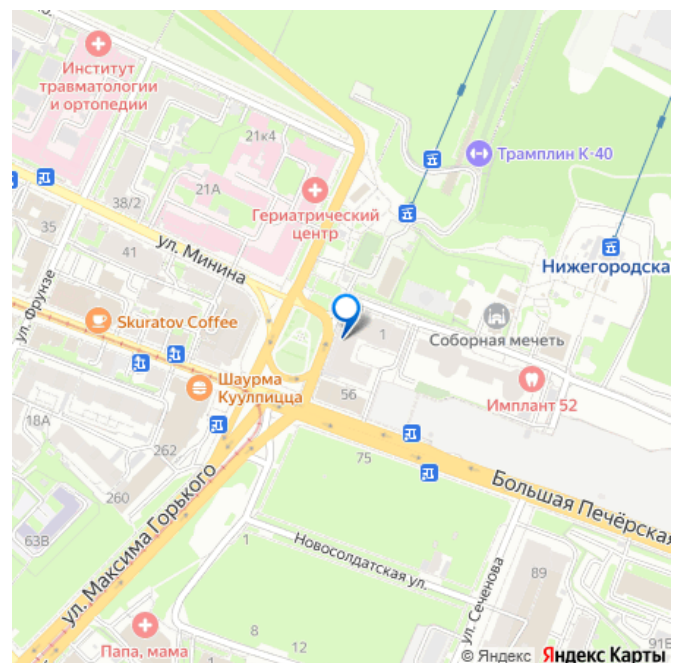 Институт
травматологии
и ортопедии
21к4
Трамплин К-40
21А
38/2
Гериатрический
центр
35
ул. Минина
41
Нижегородска
ул. Фрунзе
Skuratov Coffee
Соборная мечеть
1
Шаурма
Куулпицца
Имплант 52
56
18А
262
75
260
Большая Печёрская
63В
ул. Максима Горького
1
Новосолдатская ул.
ул. Сеченова
89
8
12
Папа, мама
91Е
© Яндекс Яндекс Карты